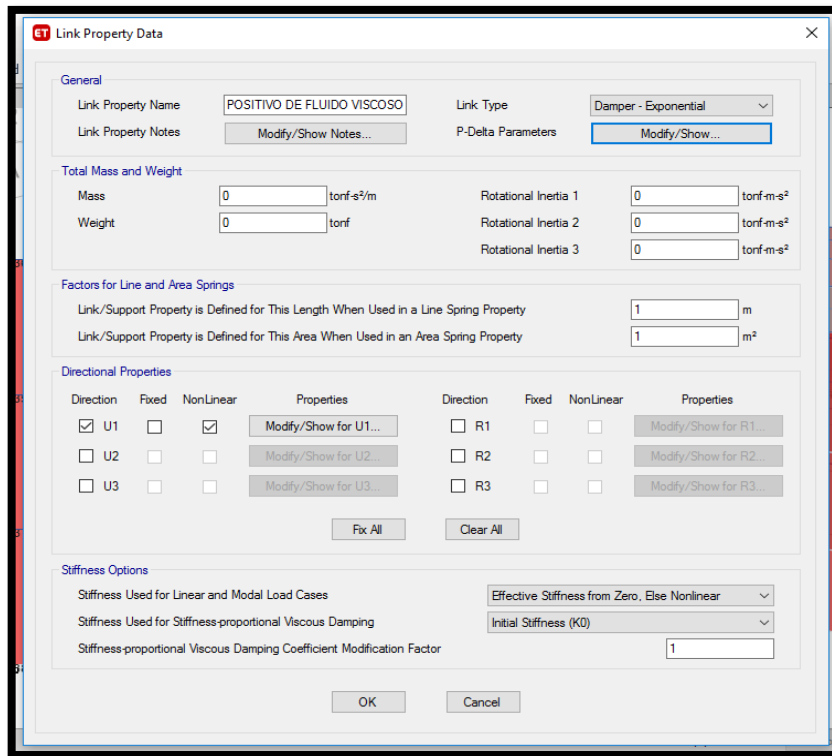 ET Link Property Data
General
Link Property Name POSITIVO DE FLUIDO VISCOSO Link Type Damper - Exponential
Link Property Notes Modify/Show Notes... P-Delta Parameters Modify/Show...
Total Mass and Weight
Mass 0 tonf-s²/m Rotational Inertia 1 0 tonf-m-s²
Weight 0 tonf Rotational Inertia 2 0 tonf-m-s²
Rotational Inertia 3 0 tonf-m-s²
Factors for Line and Area Springs
Link/Support Property is Defined for This Length When Used in a Line Spring Property 1 m
Link/Support Property is Defined for This Area When Used in an Area Spring Property 1 m²
Directional Properties
Direction Fixed NonLinear Properties Direction Fixed NonLinear Properties
U1 Modify/Show for U1... R1 Modify/Show for R1...
U2 Modify/Show for U2... R2 Modify/Show for R2...
U3 Modify/Show for U3... R3 Modify/Show for R3...
Fix All Clear All
Stiffness Options
Stiffness Used for Linear and Modal Load Cases Effective Stiffness from Zero, Else Nonlinear
Stiffness Used for Stiffness-proportional Viscous Damping Initial Stiffness (K0)
Stiffness-proportional Viscous Damping Coefficient Modification Factor 1
OK Cancel